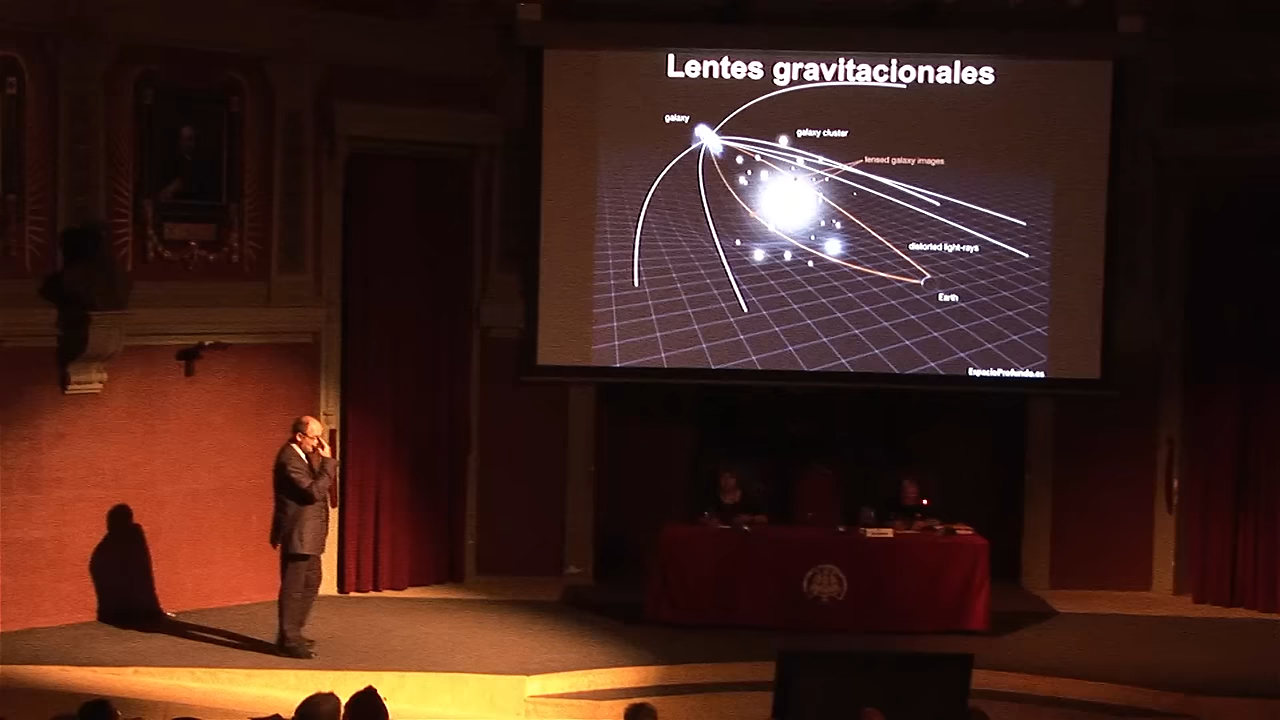 Lentes gravitacionales
galaxy
galaxy cluster
lensed galaxy images
distorted light-rays
Earth
EspacioProfundo.es